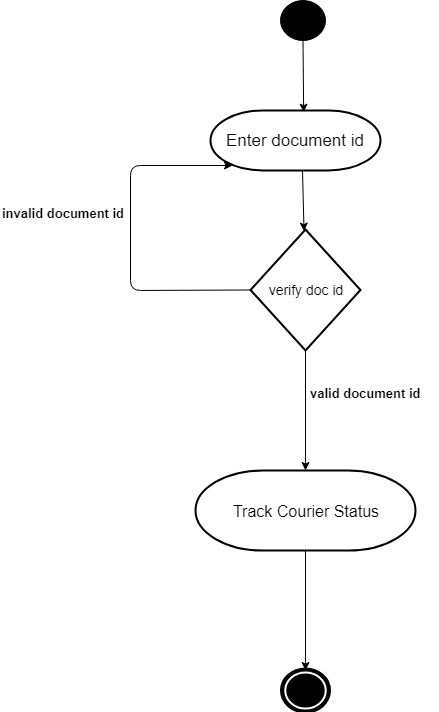 Enter document id
invalid document id
verify doc id
valid document id
Track Courier Status